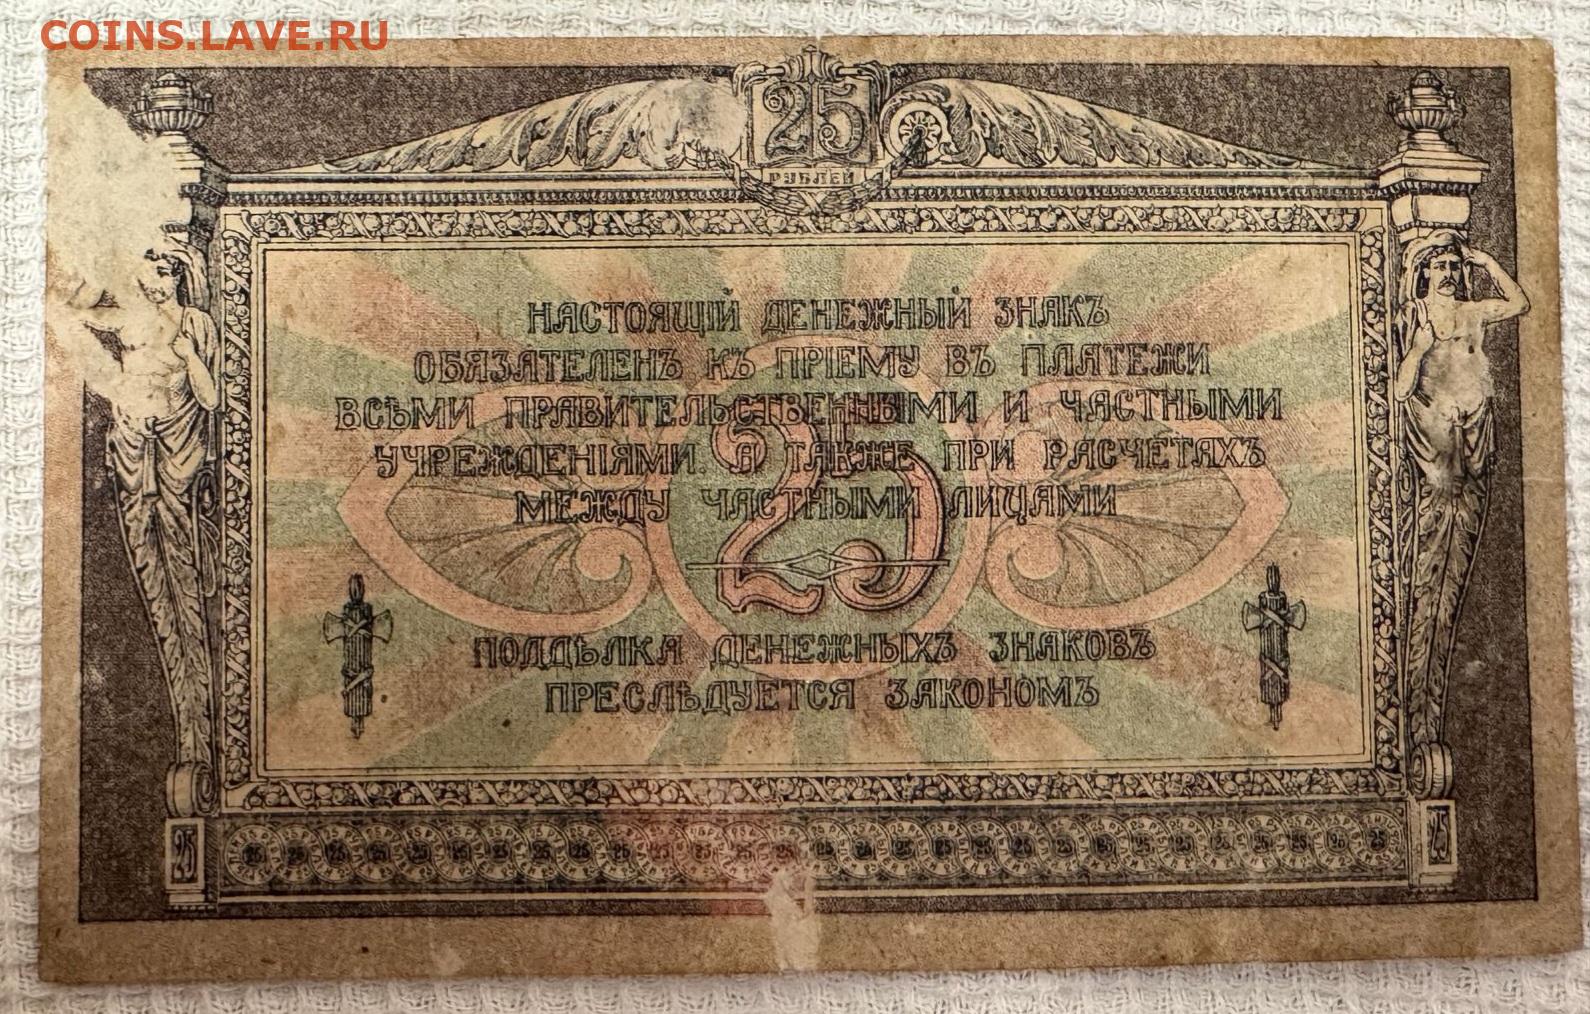 COINS.LAVE.RU
25
РУБЛЕЙ
НАСТОЯЩІЙ ДЕНЕЖНЫЙ ЗНАКЪ
ОБЯЗАТЕЛЕНЪ КЪ ПРІЕМУ ВЪ ПЛАТЕЖИ
ВСѢМИ ПРАВИТЕЛЬСТВЕННЫМИ И ЧАСТНЫМИ
УЧРЕЖДЕНІЯМИ, А ТАКЖЕ ПРИ РАСЧЕТАХЪ
МЕЖДУ ЧАСТНЫМИ ЛИЦАМИ
25
ПОДДѢЛКА ДЕНЕЖНЫХЪ ЗНАКОВЪ
ПРЕСЛѢДУЕТСЯ ЗАКОНОМЪ
25 25